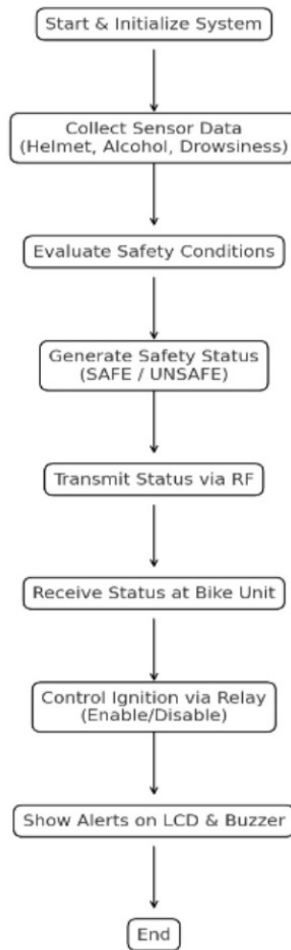 Start & Initialize System
Collect Sensor Data
(Helmet, Alcohol, Drowsiness)
Evaluate Safety Conditions
Generate Safety Status
(SAFE / UNSAFE)
Transmit Status via RF
Receive Status at Bike Unit
Control Ignition via Relay
(Enable/Disable)
Show Alerts on LCD & Buzzer
End